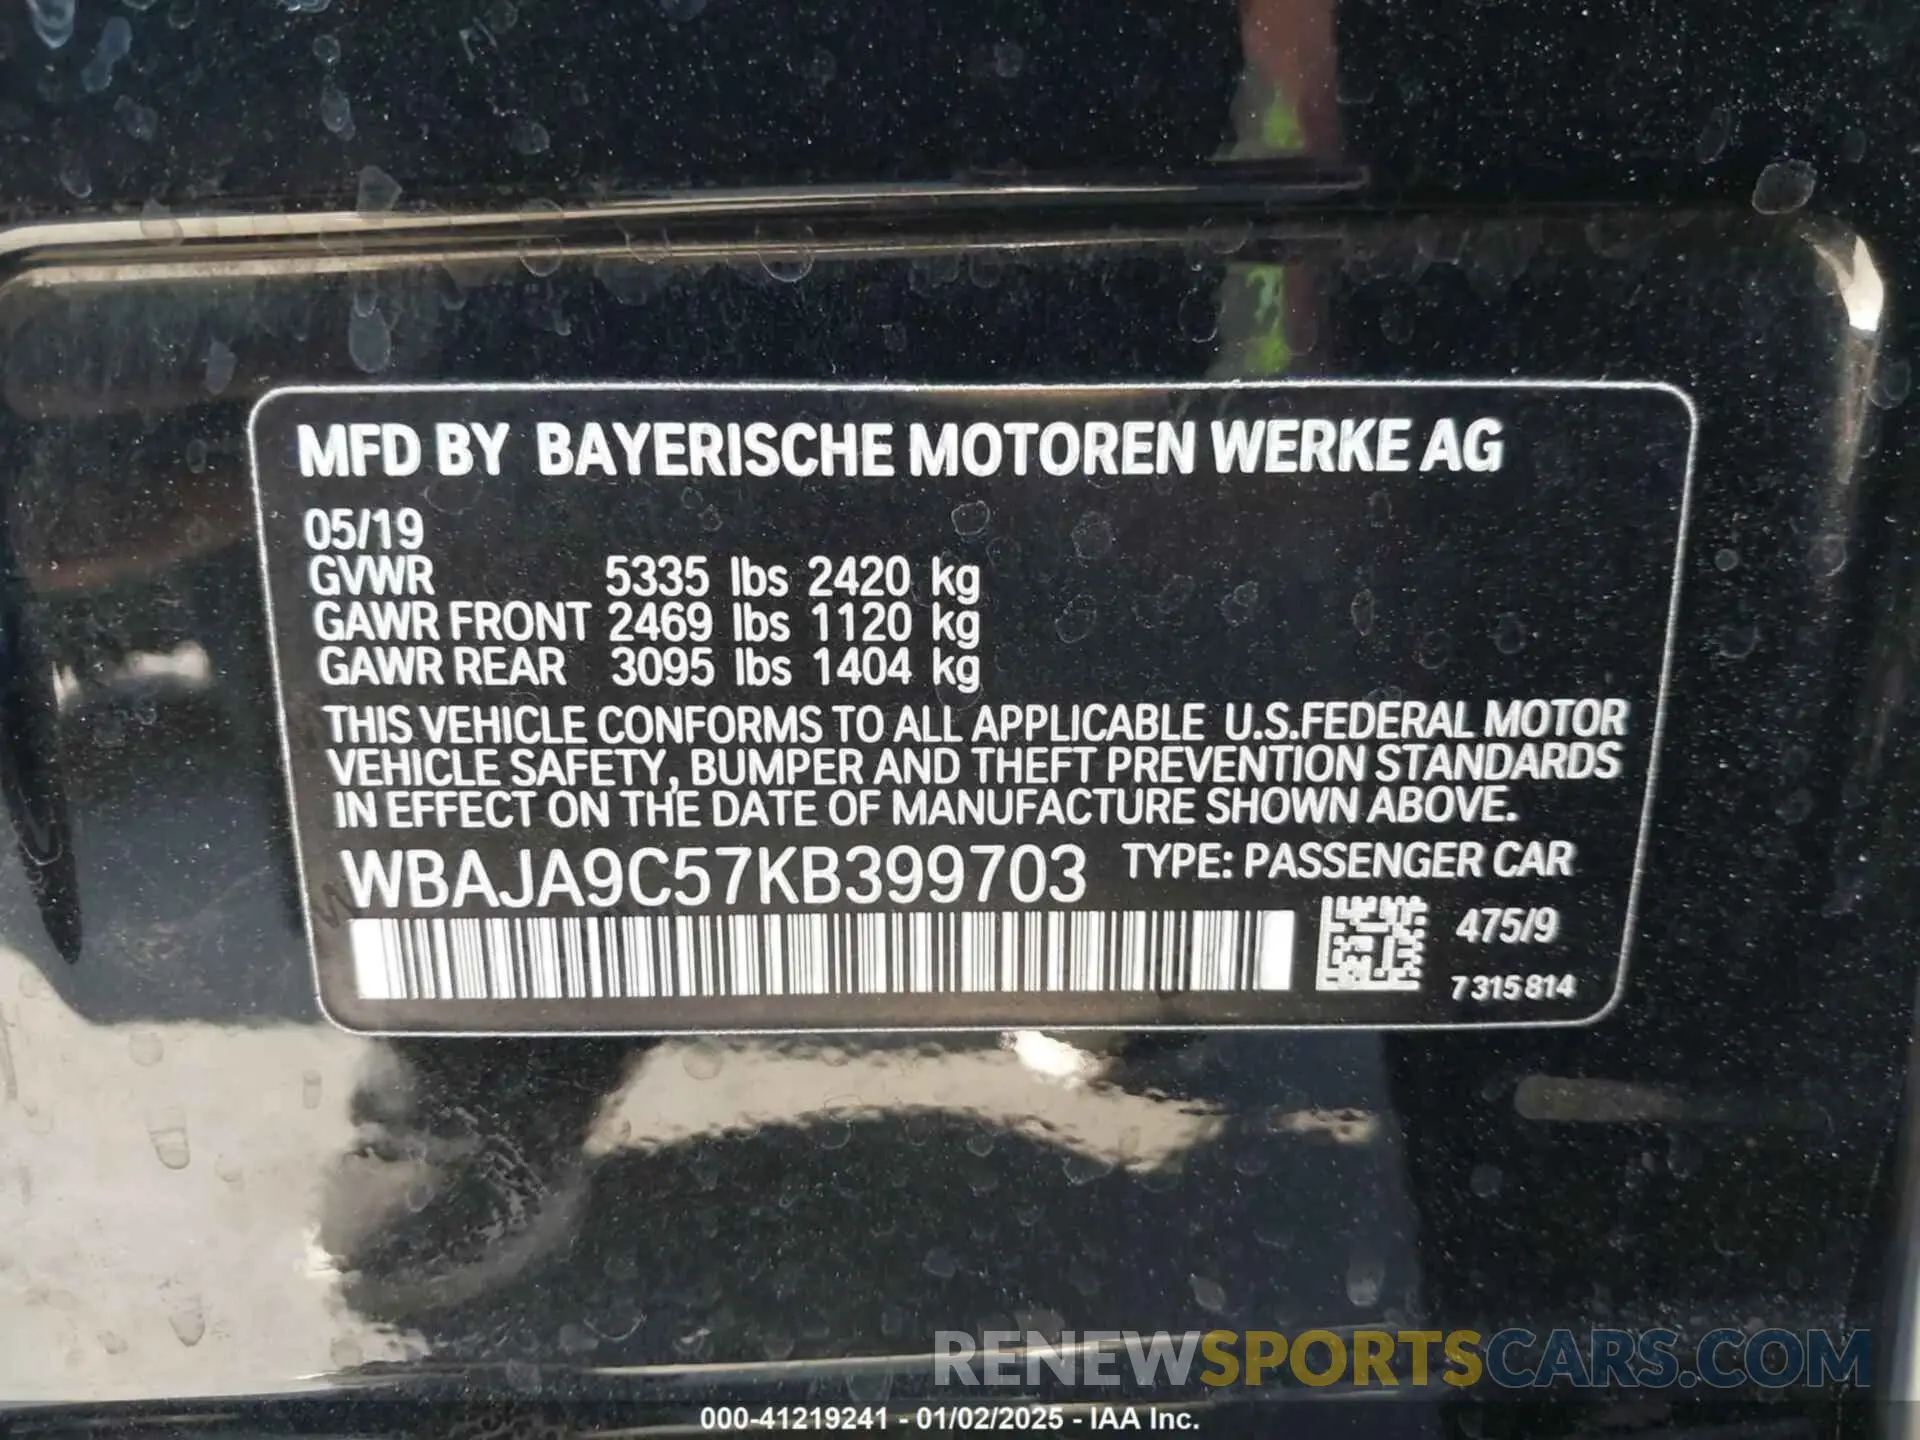 MFD BY BAYERISCHE MOTOREN WERKE AG
05/19
GVWR 5335 lbs 2420 kg
GAWR FRONT 2469 lbs 1120 kg
GAWR REAR 3095 lbs 1404 kg
THIS VEHICLE CONFORMS TO ALL APPLICABLE U.S.FEDERAL MOTOR
VEHICLE SAFETY, BUMPER AND THEFT PREVENTION STANDARDS
IN EFFECT ON THE DATE OF MANUFACTURE SHOWN ABOVE.
WBAJA9C57KB399703 TYPE: PASSENGER CAR
475/9
7315814
RENEWSPORTSCARS.COM
000-41219241 - 01/02/2025 - IAA Inc.